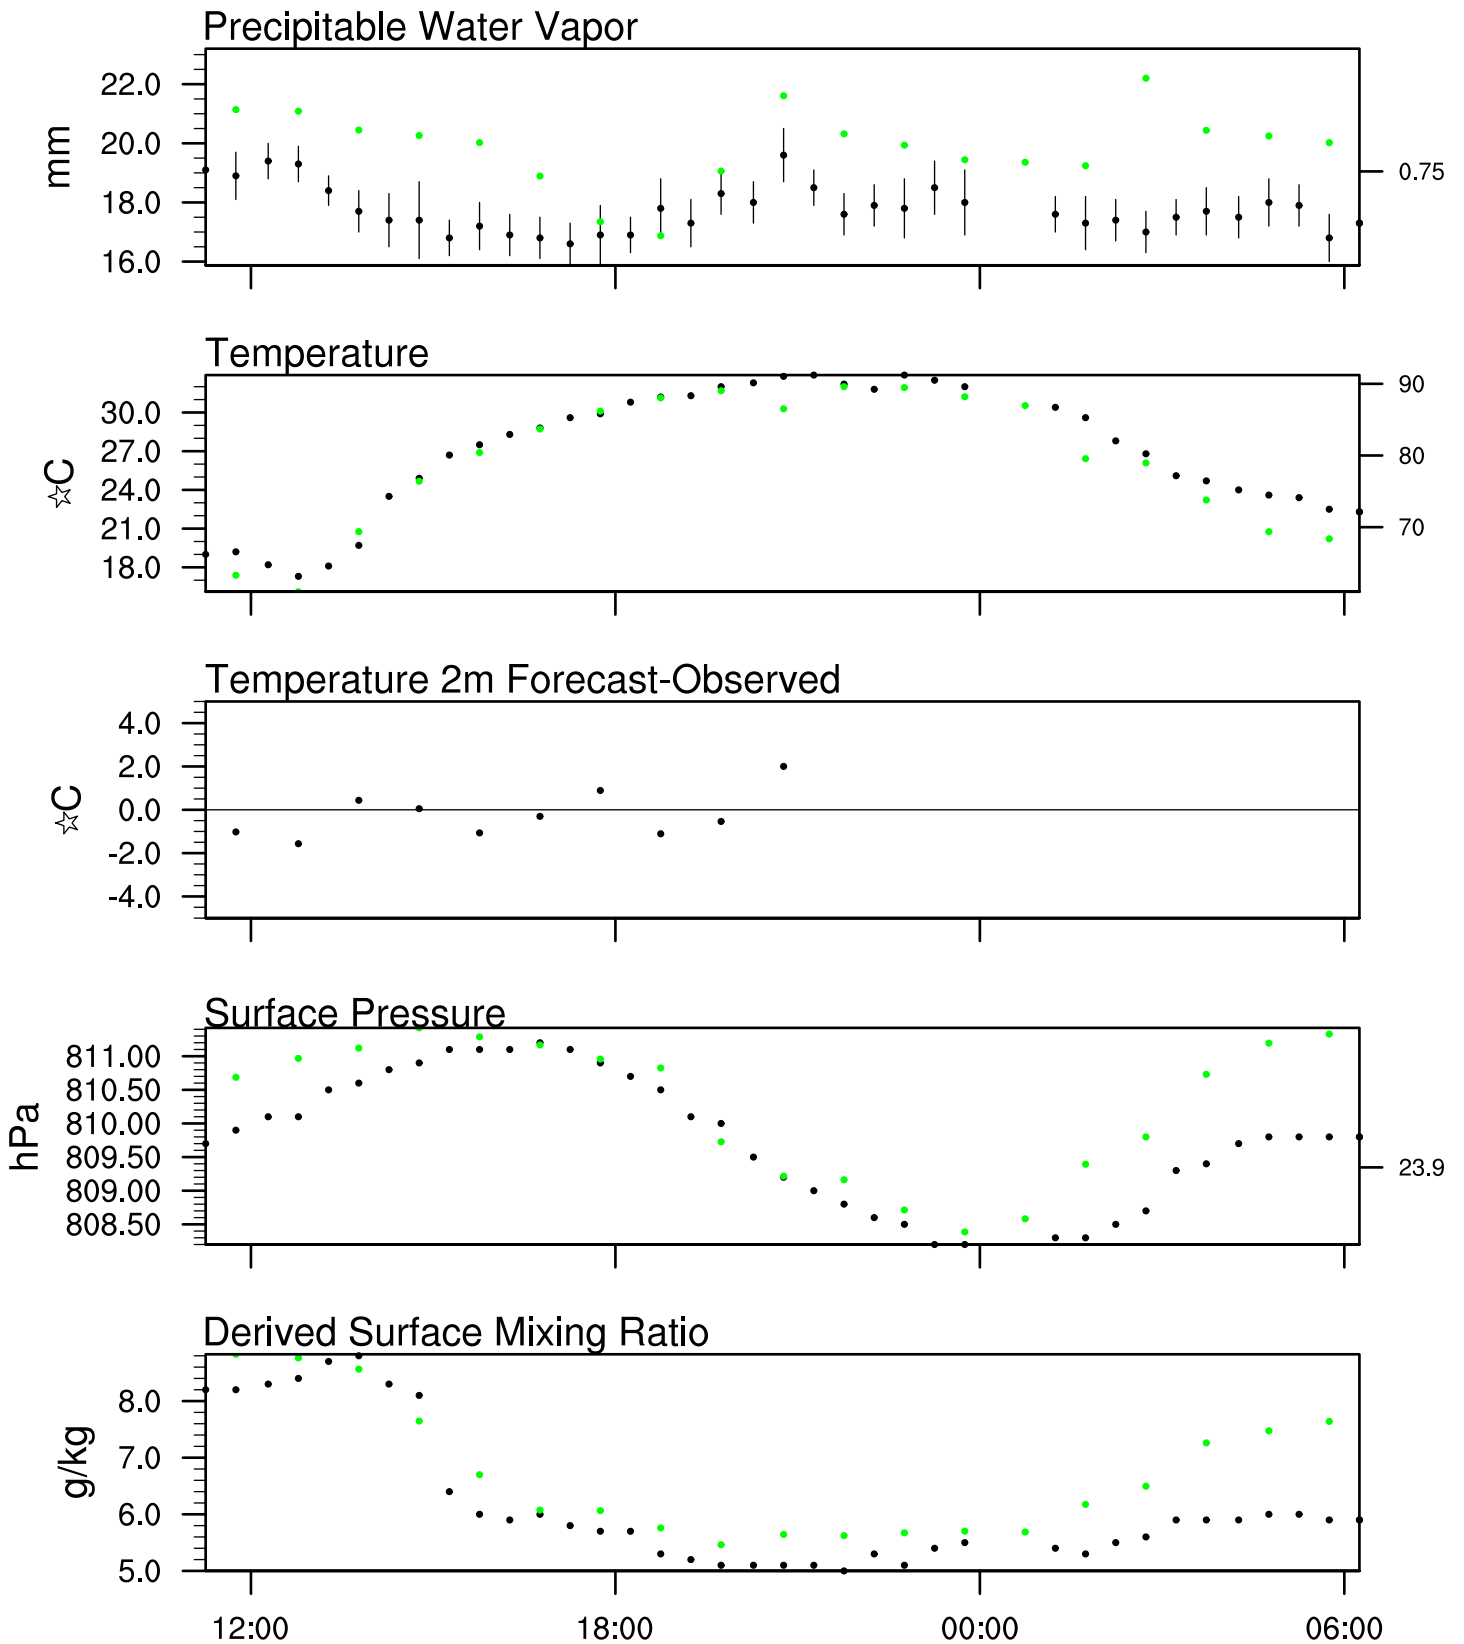 Precipitable Water Vapor
mm
22.0
20.0
18.0
16.0
0.75
Temperature
☆C
30.0
27.0
24.0
21.0
18.0
90
80
70
Temperature 2m Forecast-Observed
☆C
4.0
2.0
0.0
-2.0
-4.0
Surface Pressure
hPa
811.00
810.50
810.00
809.50
809.00
808.50
23.9
Derived Surface Mixing Ratio
g/kg
8.0
7.0
6.0
5.0
12:00 18:00 00:00 06:00